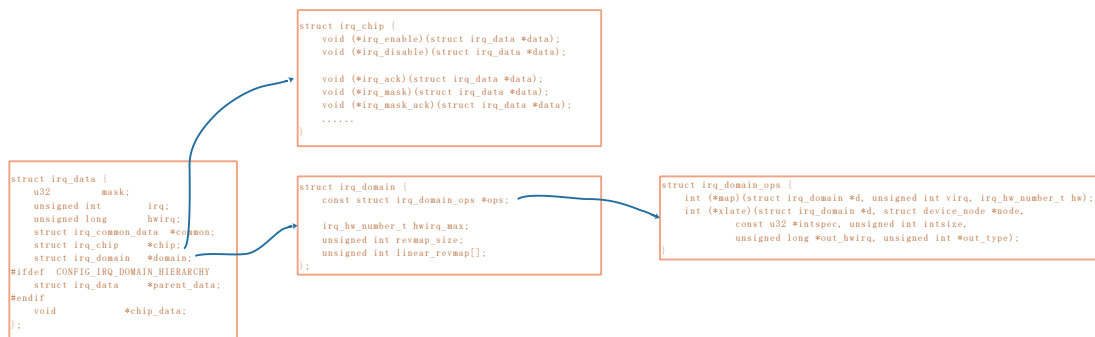 struct irq_chip {
    void (*irq_enable)(struct irq_data *data);
    void (*irq_disable)(struct irq_data *data);

    void (*irq_ack)(struct irq_data *data);
    void (*irq_mask)(struct irq_data *data);
    void (*irq_mask_ack)(struct irq_data *data);
    ......
}
struct irq_data {
    u32         mask;
    unsigned int        irq;
    unsigned long       hwirq;
    struct irq_common_data  *common;
    struct irq_chip     *chip;
    struct irq_domain   *domain;
#ifdef  CONFIG_IRQ_DOMAIN_HIERARCHY
    struct irq_data     *parent_data;
#endif
    void            *chip_data;
};
struct irq_domain {
    const struct irq_domain_ops *ops;

    irq_hw_number_t hwirq_max;
    unsigned int revmap_size;
    unsigned int linear_revmap[];
};
struct irq_domain_ops {
    int (*map)(struct irq_domain *d, unsigned int virq, irq_hw_number_t hw);
    int (*xlate)(struct irq_domain *d, struct device_node *node,
            const u32 *intspec, unsigned int intsize,
            unsigned long *out_hwirq, unsigned int *out_type);
}